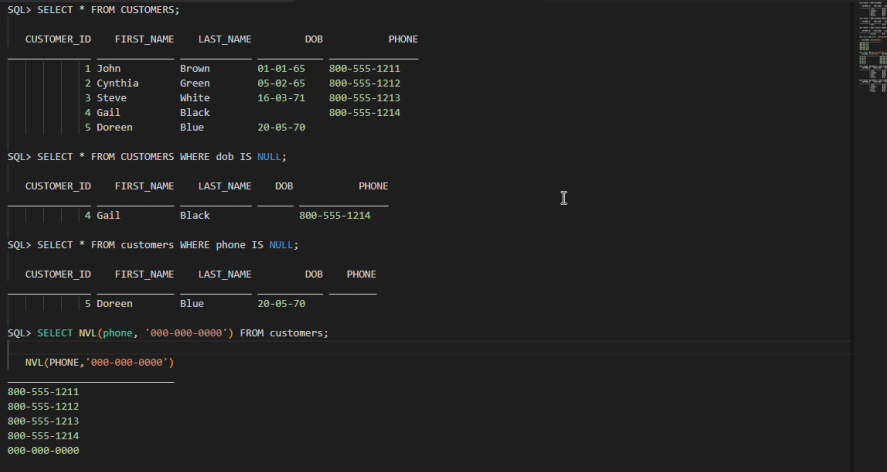 SQL> SELECT * FROM CUSTOMERS;
CUSTOMER_ID FIRST_NAME LAST_NAME DOB PHONE
1 John Brown 01-01-65 800-555-1211
2 Cynthia Green 05-02-65 800-555-1212
3 Steve White 16-03-71 800-555-1213
4 Gail Black 800-555-1214
5 Doreen Blue 20-05-70
SQL> SELECT * FROM CUSTOMERS WHERE dob IS NULL;
CUSTOMER_ID FIRST_NAME LAST_NAME DOB PHONE
4 Gail Black 800-555-1214
SQL> SELECT * FROM customers WHERE phone IS NULL;
CUSTOMER_ID FIRST_NAME LAST_NAME DOB PHONE
5 Doreen Blue 20-05-70
SQL> SELECT NVL(phone, '000-000-0000') FROM customers;
NVL(PHONE,'000-000-0000')
800-555-1211
800-555-1212
800-555-1213
800-555-1214
000-000-0000